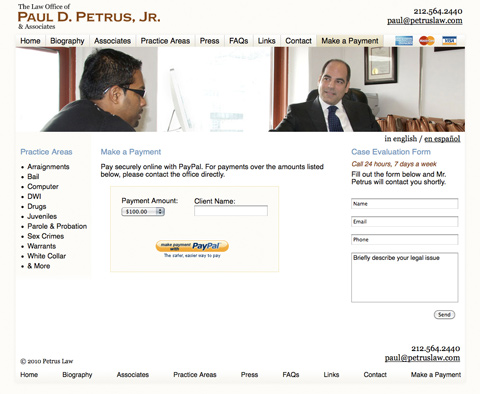 The Law Office of
PAUL D. PETRUS, JR.
& Associates
212.564.2440
paul@petruslaw.com
Home Biography Associates Practice Areas Press FAQs Links Contact Make a Payment
VISA
in english / en español
Practice Areas
Arraignments
Bail
Computer
DWI
Drugs
Juveniles
Parole & Probation
Sex Crimes
Warrants
White Collar
& More
Make a Payment
Pay securely online with PayPal. For payments over the amounts listed
below, please contact the office directly.
Payment Amount: Client Name:
$100.00
make payment with PayPal
The safer, easier way to pay
Case Evaluation Form
Call 24 hours, 7 days a week
Fill out the form below and Mr.
Petrus will contact you shortly.
Name
Email
Phone
Briefly describe your legal issue
Send
212.564.2440
paul@petruslaw.com
© 2010 Petrus Law
Home Biography Associates Practice Areas Press FAQs Links Contact Make a Payment